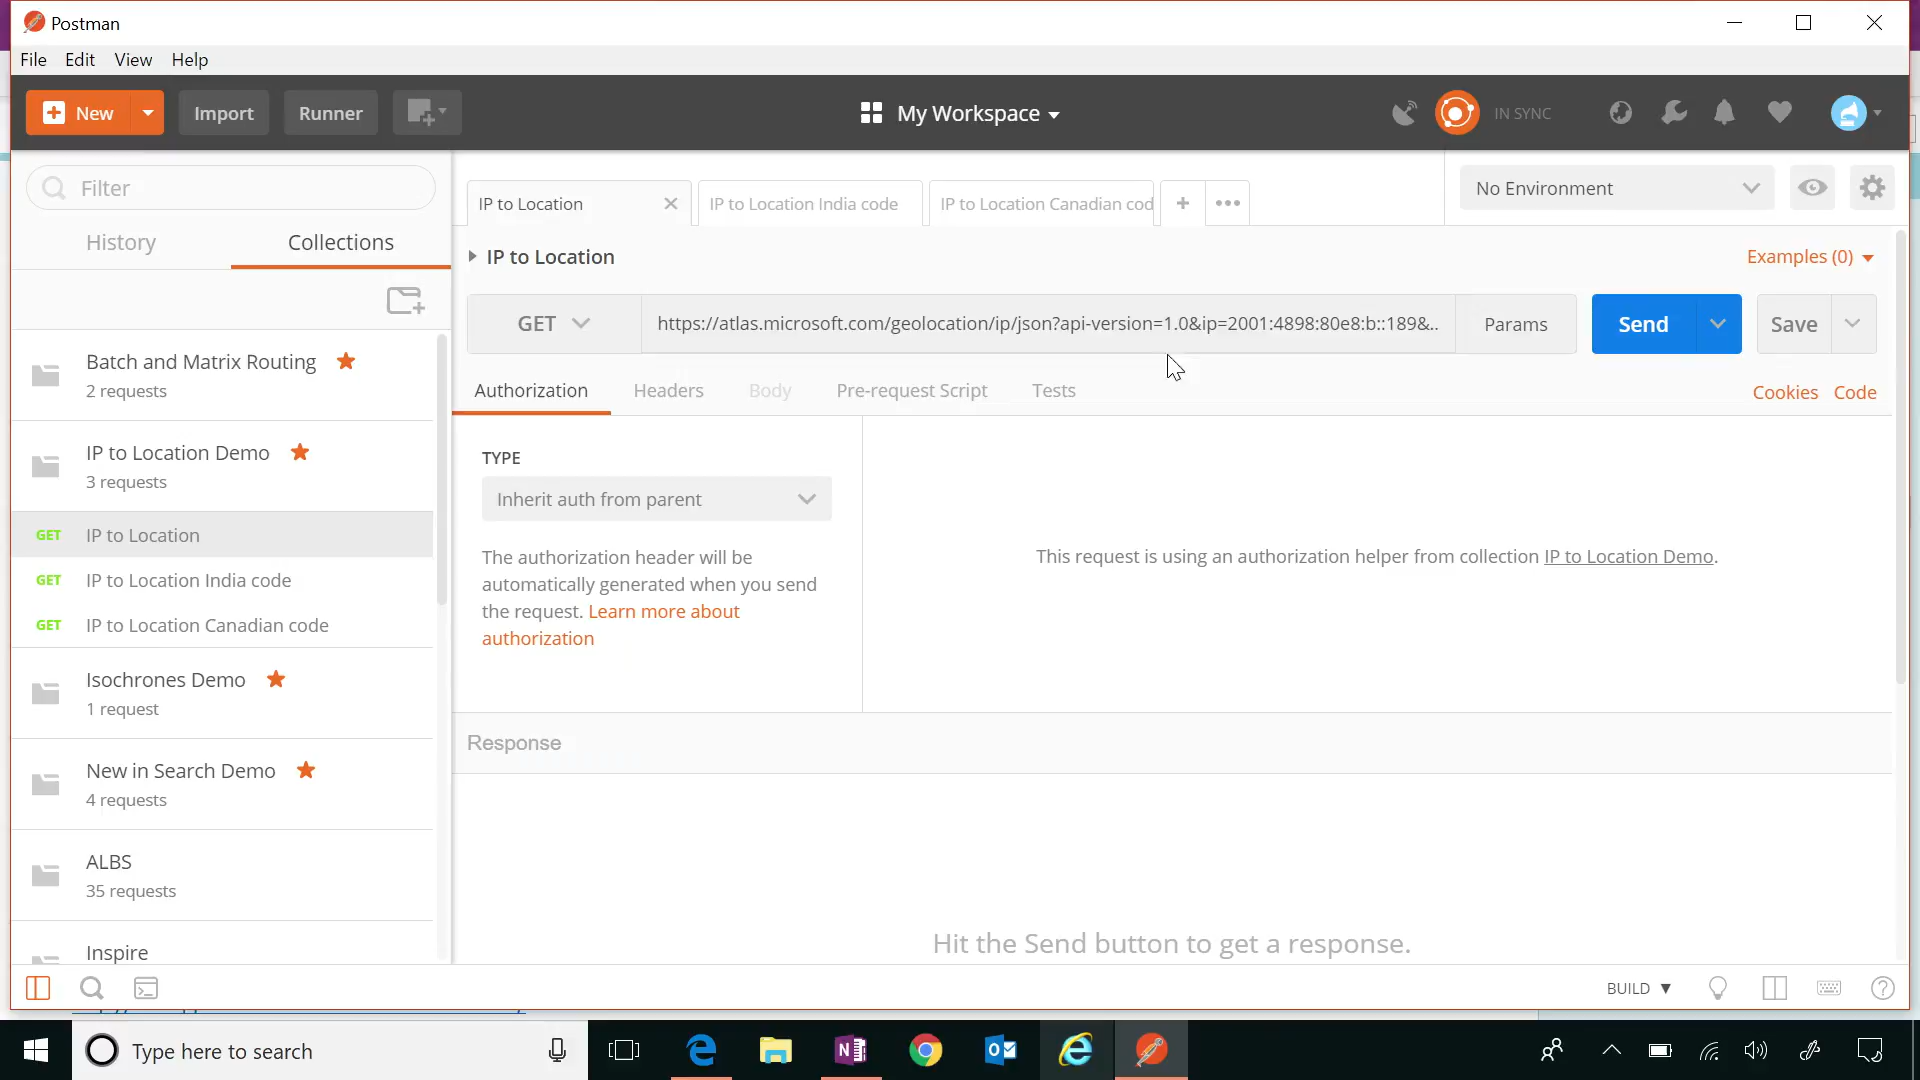 Postman
File Edit View Help
New Import Runner My Workspace IN SYNC
Filter
IP to Location IP to Location India code IP to Location Canadian cod
No Environment
History Collections
IP to Location
Examples (0)
GET https://atlas.microsoft.com/geolocation/ip/json?api-version=1.0&ip=2001:4898:80e8:b::189&.. Params Send Save
Authorization Headers Body Pre-request Script Tests Cookies Code
Batch and Matrix Routing
2 requests
IP to Location Demo
3 requests
GET IP to Location
GET IP to Location India code
GET IP to Location Canadian code
Isochrones Demo
1 request
New in Search Demo
4 requests
ALBS
35 requests
Inspire
TYPE
Inherit auth from parent
The authorization header will be
automatically generated when you send
the request. Learn more about
authorization
This request is using an authorization helper from collection IP to Location Demo.
Response
Hit the Send button to get a response.
BUILD
Type here to search